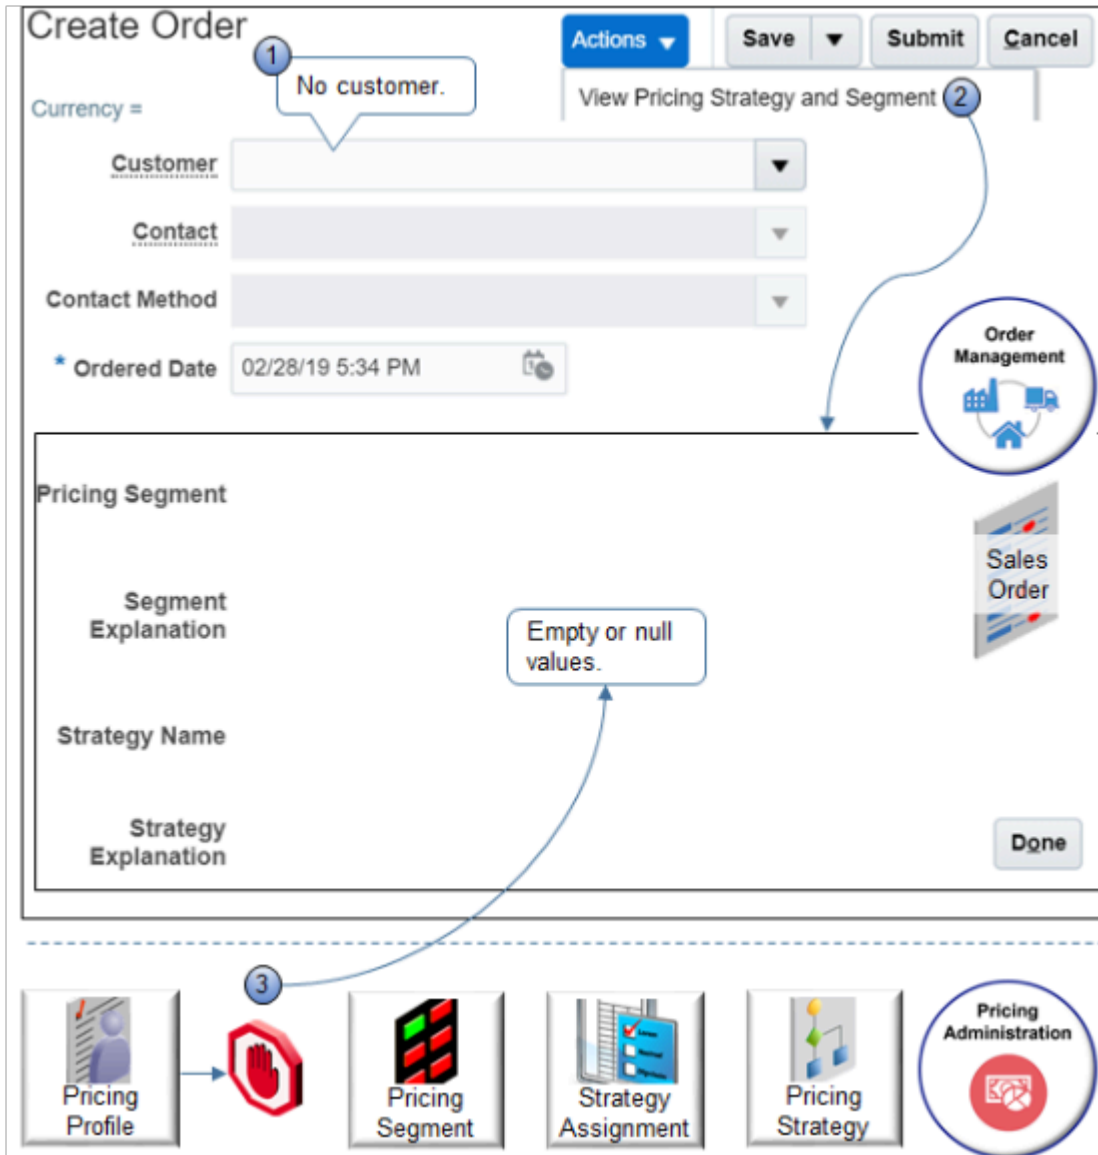 Create Order
1
No customer.
Actions
Save
Submit
Cancel
View Pricing Strategy and Segment 2
Currency =
Customer
Contact
Contact Method
* Ordered Date 02/28/19 5:34 PM
Order
Management
Pricing Segment
Sales
Order
Segment
Explanation
Empty or null
values.
Strategy Name
Strategy
Explanation
Done
3
Pricing
Profile
Pricing
Segment
Strategy
Assignment
Pricing
Strategy
Pricing
Administration